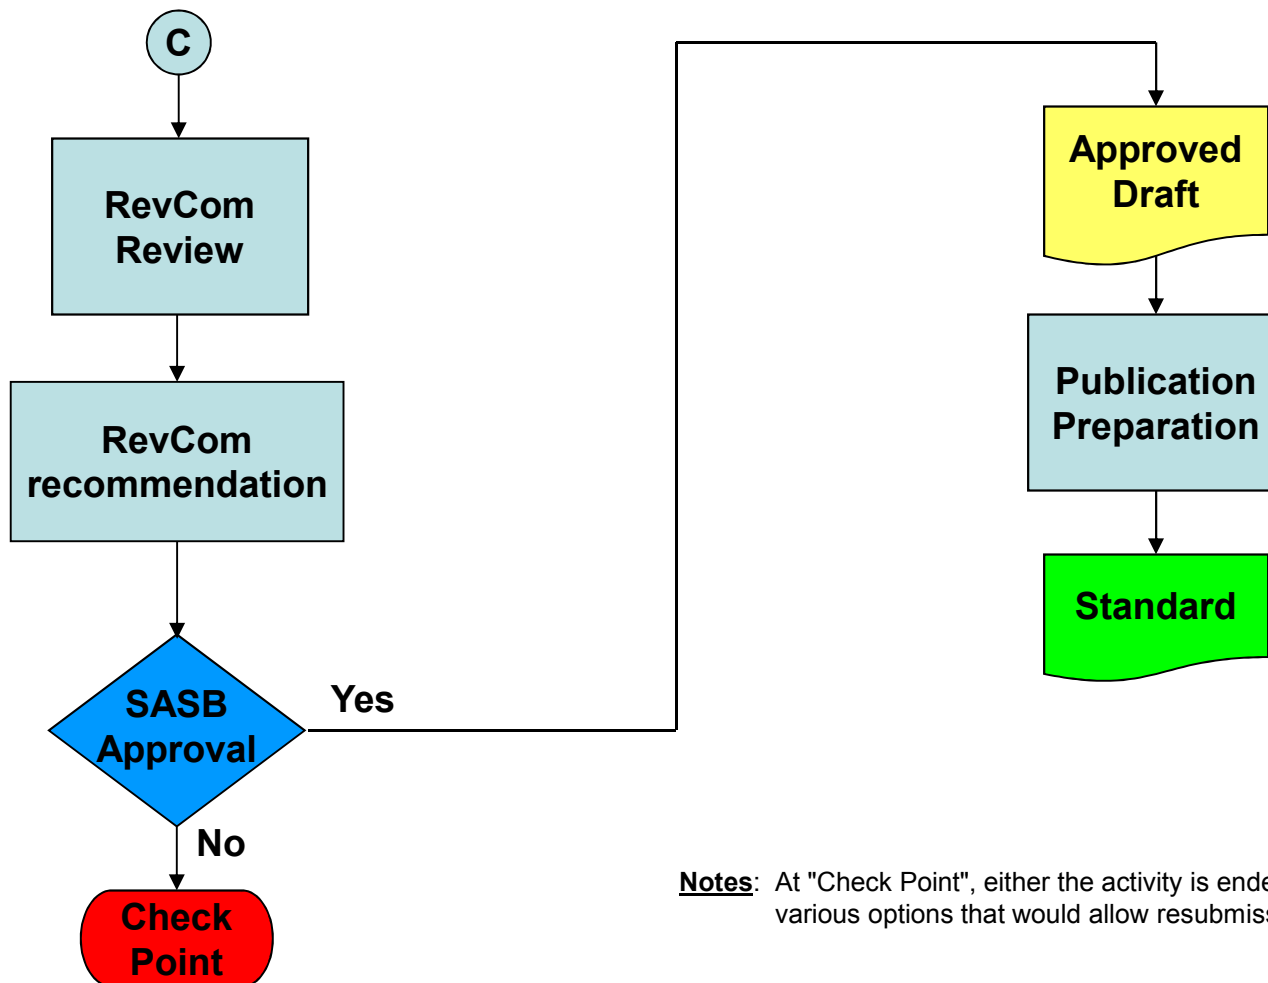 C
RevCom
Review
RevCom
recommendation
SASB
Approval
Yes
No
Check
Point
Approved
Draft
Publication
Preparation
Standard
Notes: At "Check Point", either the activity is ende
various options that would allow resubmiss